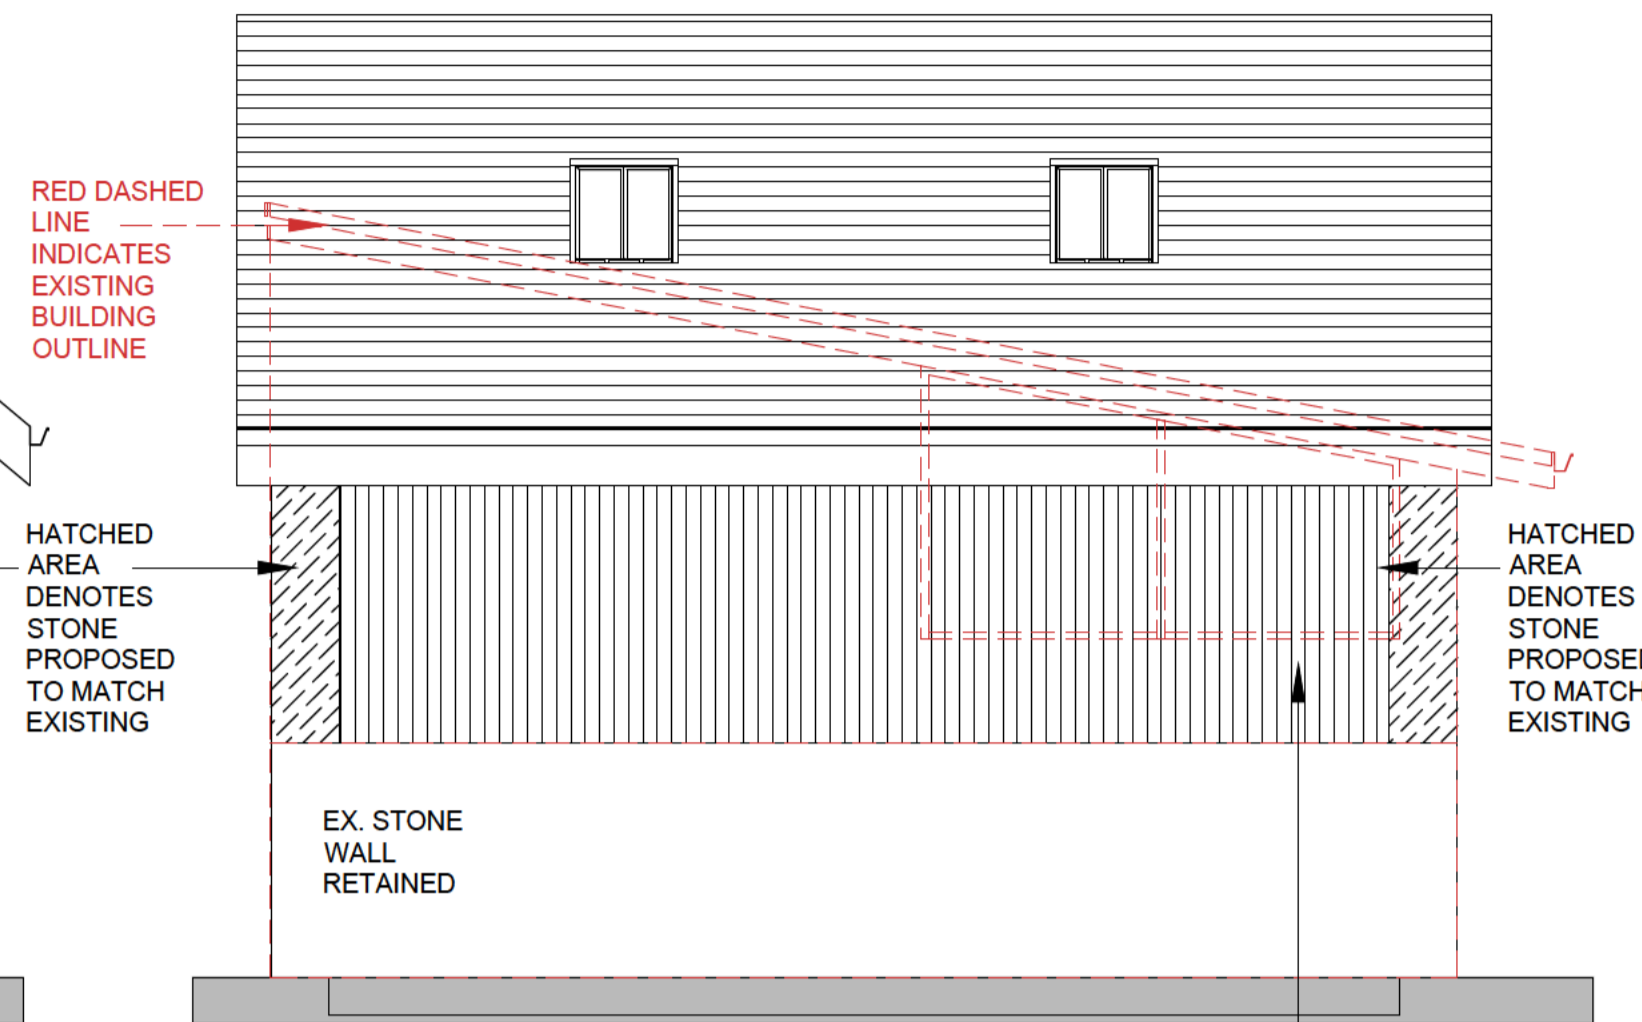 RED DASHED
LINE
INDICATES
EXISTING
BUILDING
OUTLINE
HATCHED
AREA
DENOTES
STONE
PROPOSED
TO MATCH
EXISTING
HATCHED
AREA
DENOTES
STONE
PROPOSED
TO MATCH
EXISTING
EX. STONE
WALL
RETAINED